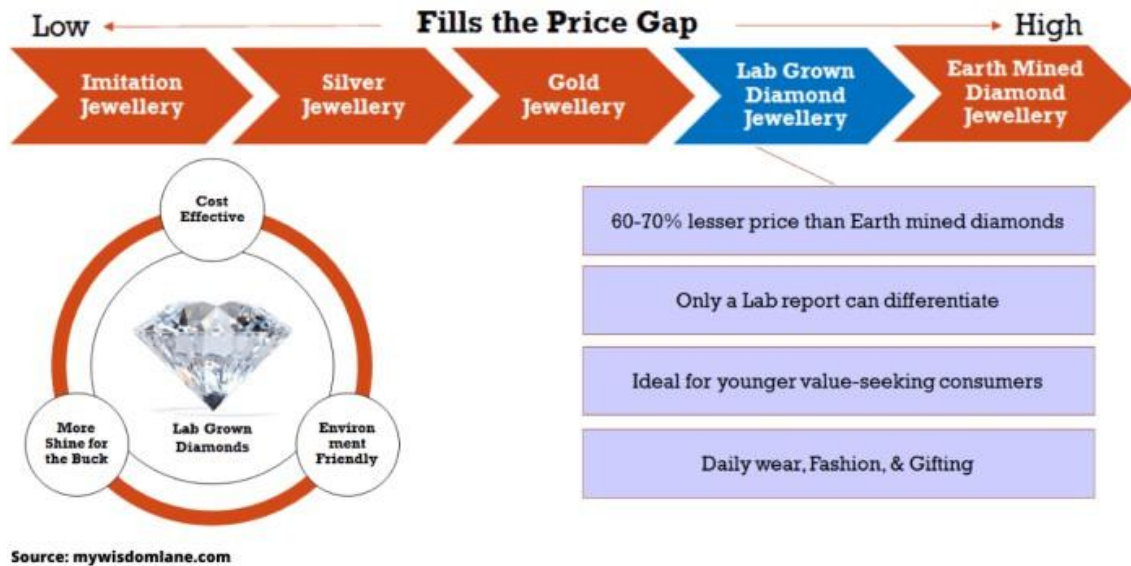 Low
Fills the Price Gap
High
Imitation
Jewellery
Silver
Jewellery
Gold
Jewellery
Lab Grown
Diamond
Jewellery
Earth Mined
Diamond
Jewellery
Cost
Effective
More
Shine for
the Buck
Lab Grown
Diamonds
Environ
ment
Friendly
60-70% lesser price than Earth mined diamonds
Only a Lab report can differentiate
Ideal for younger value-seeking consumers
Daily wear, Fashion, & Gifting
Source: mywisdomlane.com